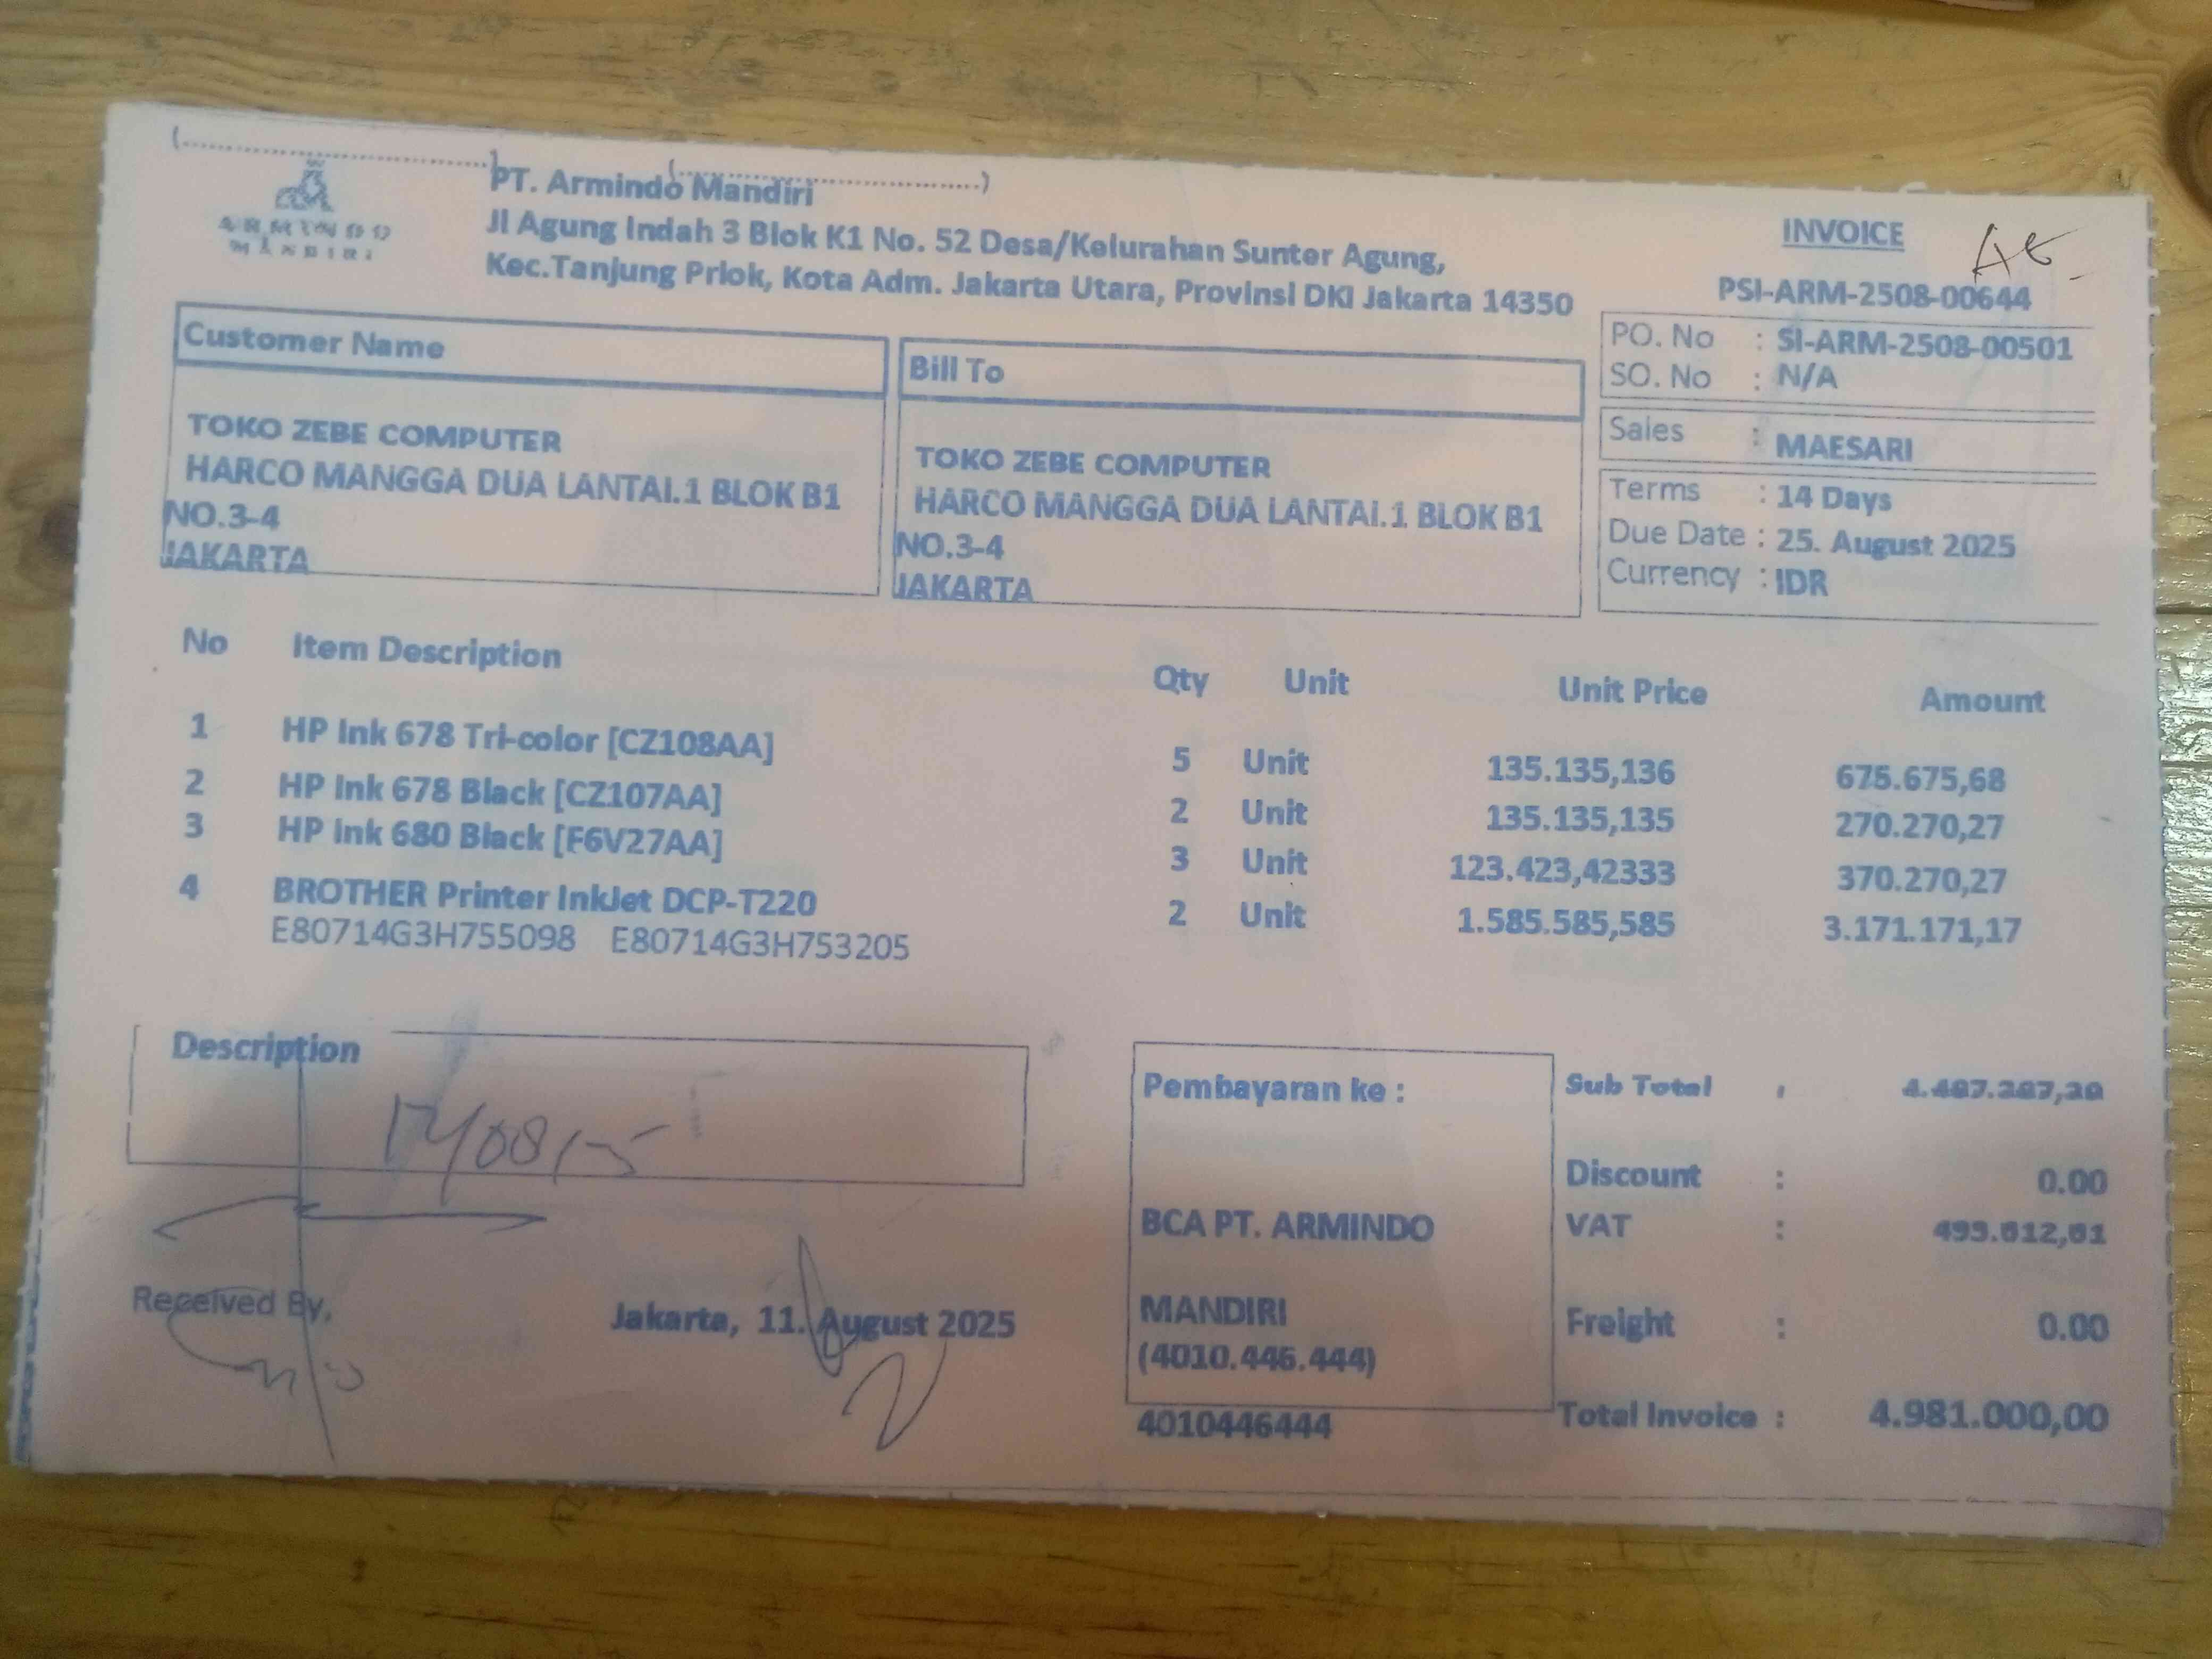 ARMINDO
MANDIRI
PT. Armindo Mandiri
Jl Agung Indah 3 Blok K1 No. 52 Desa/Kelurahan Sunter Agung,
Kec.Tanjung Priok, Kota Adm. Jakarta Utara, Provinsi DKI Jakarta 14350
INVOICE
PSI-ARM-2508-00644
PO. No : SI-ARM-2508-00501
SO. No : N/A
Sales : MAESARI
Terms : 14 Days
Due Date : 25. August 2025
Currency : IDR
Customer Name
TOKO ZEBE COMPUTER
HARCO MANGGA DUA LANTAI.1 BLOK B1
NO.3-4
JAKARTA
Bill To
TOKO ZEBE COMPUTER
HARCO MANGGA DUA LANTAI.1 BLOK B1
NO.3-4
JAKARTA
No Item Description Qty Unit Unit Price Amount
1 HP Ink 678 Tri-color [CZ108AA] 5 Unit 135.135,136 675.675,68
2 HP Ink 678 Black [CZ107AA] 2 Unit 135.135,135 270.270,27
3 HP Ink 680 Black [F6V27AA] 3 Unit 123.423,42333 370.270,27
4 BROTHER Printer InkJet DCP-T220 2 Unit 1.585.585,585 3.171.171,17
E80714G3H755098 E80714G3H753205
Description
Received By,
Jakarta, 11. August 2025
Pembayaran ke :
BCA PT. ARMINDO
MANDIRI
(4010.446.444)
4010446444
Sub Total :
Discount : 0.00
VAT : 493.612,61
Freight : 0.00
Total Invoice : 4.981.000,00